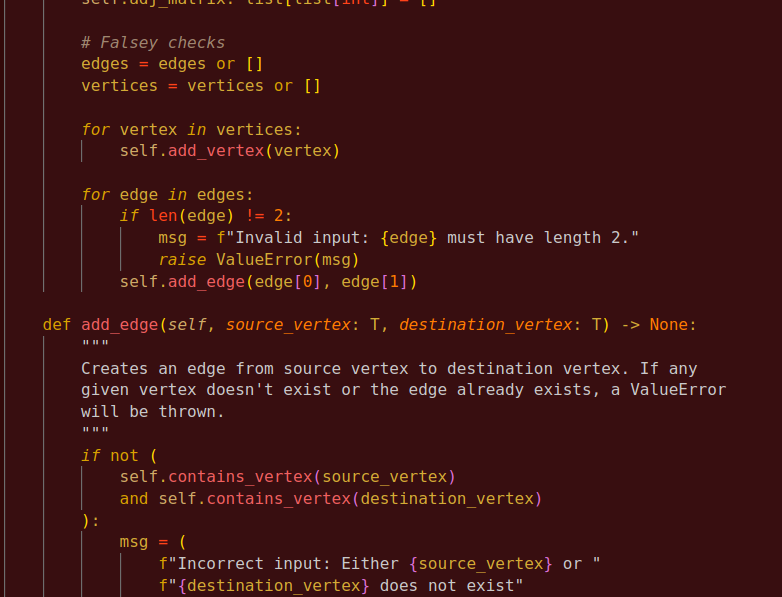 self.adj_matrix: list[list[int]] = []
# Falsey checks
edges = edges or []
vertices = vertices or []
for vertex in vertices:
self.add_vertex(vertex)
for edge in edges:
if len(edge) != 2:
msg = f"Invalid input: {edge} must have length 2."
raise ValueError(msg)
self.add_edge(edge[0], edge[1])
def add_edge(self, source_vertex: T, destination_vertex: T) -> None:
"""
Creates an edge from source vertex to destination vertex. If any
given vertex doesn't exist or the edge already exists, a ValueError
will be thrown.
"""
if not (
self.contains_vertex(source_vertex)
and self.contains_vertex(destination_vertex)
):
msg = (
f"Incorrect input: Either {source_vertex} or "
f"{destination_vertex} does not exist"